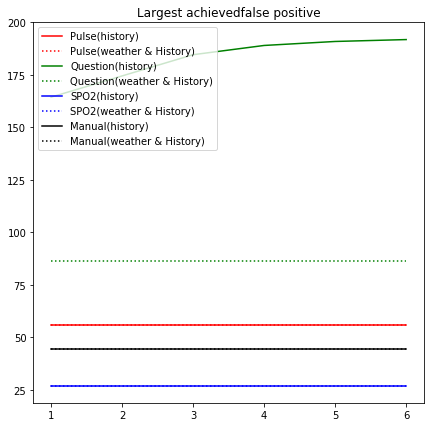 Largest achievedfalse positive
Pulse(history)
Pulse(weather & History)
Question(history)
Question(weather & History)
SPO2(history)
SPO2(weather & History)
Manual(history)
Manual(weather & History)
200
175
150
125
100
75
50
25
1 2 3 4 5 6